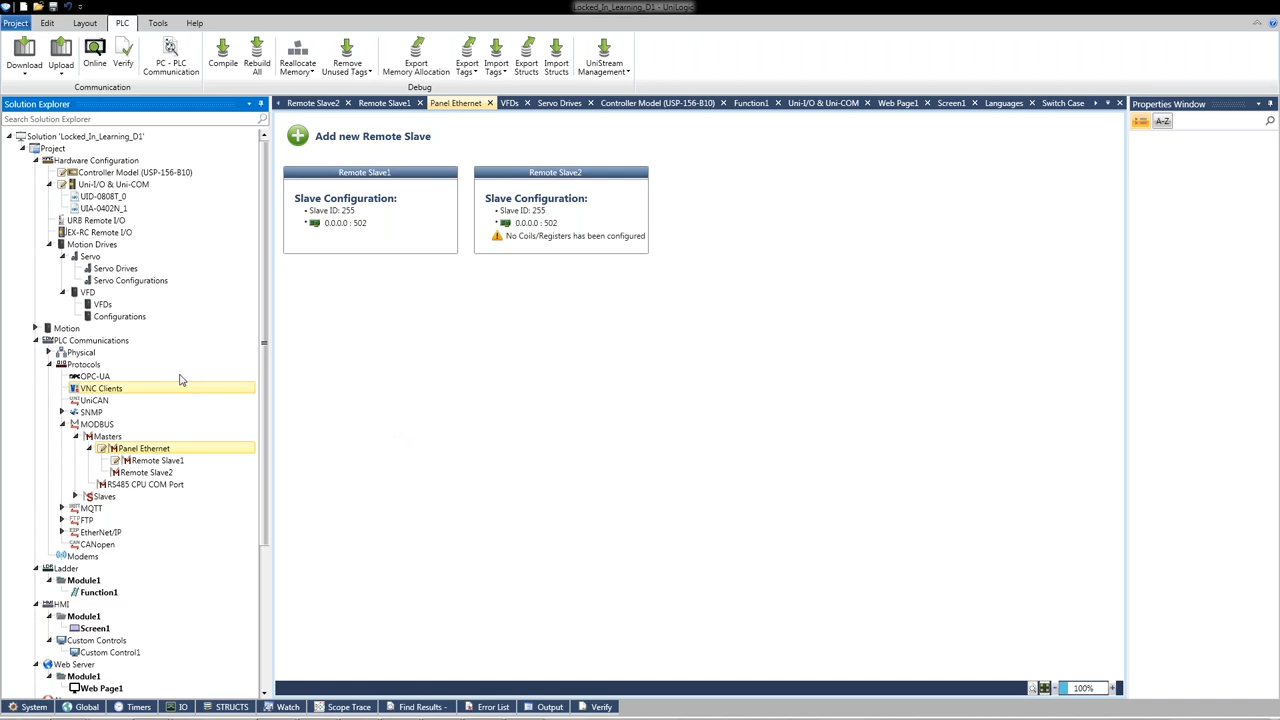 Locked_In_Learning_D1* - UniLogic
Project Edit Layout PLC Tools Help
Download Upload Online Verify PC - PLC Communication Compile Rebuild All Reallocate Memory Remove Unused Tags Export Memory Allocation Export Tags Import Tags Export Structs Import Structs UniStream Management
Communication Debug
Solution Explorer
Remote Slave2 Remote Slave1 Panel Ethernet VFDs Servo Drives Controller Model (USP-156-B10) Function1 Uni-I/O & Uni-COM Web Page1 Screen1 Languages Switch Case
Properties Window
Search Solution Explorer
A-Z
Solution 'Locked_In_Learning_D1'
Project
Hardware Configuration
Controller Model (USP-156-B10)
Uni-I/O & Uni-COM
UID-0808T_0
UIA-0402N_1
URB Remote I/O
EX-RC Remote I/O
Motion Drives
Servo
Servo Drives
Servo Configurations
VFD
VFDs
Configurations
Motion
PLC Communications
Physical
Protocols
OPC-UA
VNC Clients
UniCAN
SNMP
MODBUS
Masters
Panel Ethernet
Remote Slave1
Remote Slave2
RS485 CPU COM Port
Slaves
MQTT
FTP
EtherNet/IP
CANopen
Modems
Ladder
Module1
Function1
HMI
Module1
Screen1
Custom Controls
Custom Control1
Web Server
Module1
Web Page1
Add new Remote Slave
Remote Slave1
Slave Configuration:
• Slave ID: 255
• 0.0.0.0 : 502
Remote Slave2
Slave Configuration:
• Slave ID: 255
• 0.0.0.0 : 502
No Coils/Registers has been configured
100%
System Global Timers IO STRUCTS Watch Scope Trace Find Results - Error List Output Verify